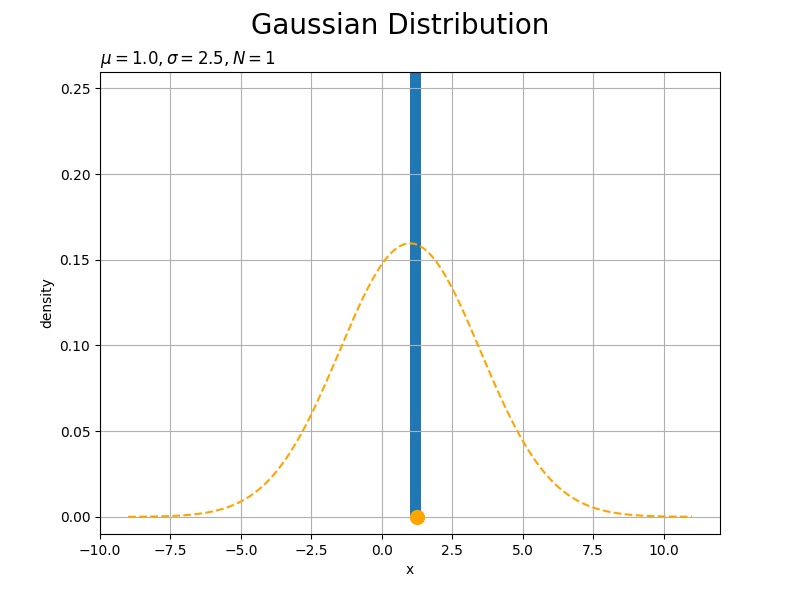 Gaussian Distribution
μ = 1.0, σ = 2.5, N = 1
0.25
0.20
0.15
0.10
0.05
0.00
density
−10.0 −7.5 −5.0 −2.5 0.0 2.5 5.0 7.5 10.0
x